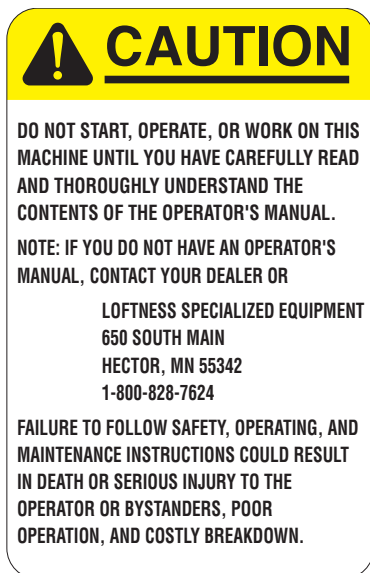 CAUTION
DO NOT START, OPERATE, OR WORK ON THIS
MACHINE UNTIL YOU HAVE CAREFULLY READ
AND THOROUGHLY UNDERSTAND THE
CONTENTS OF THE OPERATOR'S MANUAL.
NOTE: IF YOU DO NOT HAVE AN OPERATOR'S
MANUAL, CONTACT YOUR DEALER OR
LOFTNESS SPECIALIZED EQUIPMENT
650 SOUTH MAIN
HECTOR, MN 55342
1-800-828-7624
FAILURE TO FOLLOW SAFETY, OPERATING, AND
MAINTENANCE INSTRUCTIONS COULD RESULT
IN DEATH OR SERIOUS INJURY TO THE
OPERATOR OR BYSTANDERS, POOR
OPERATION, AND COSTLY BREAKDOWN.